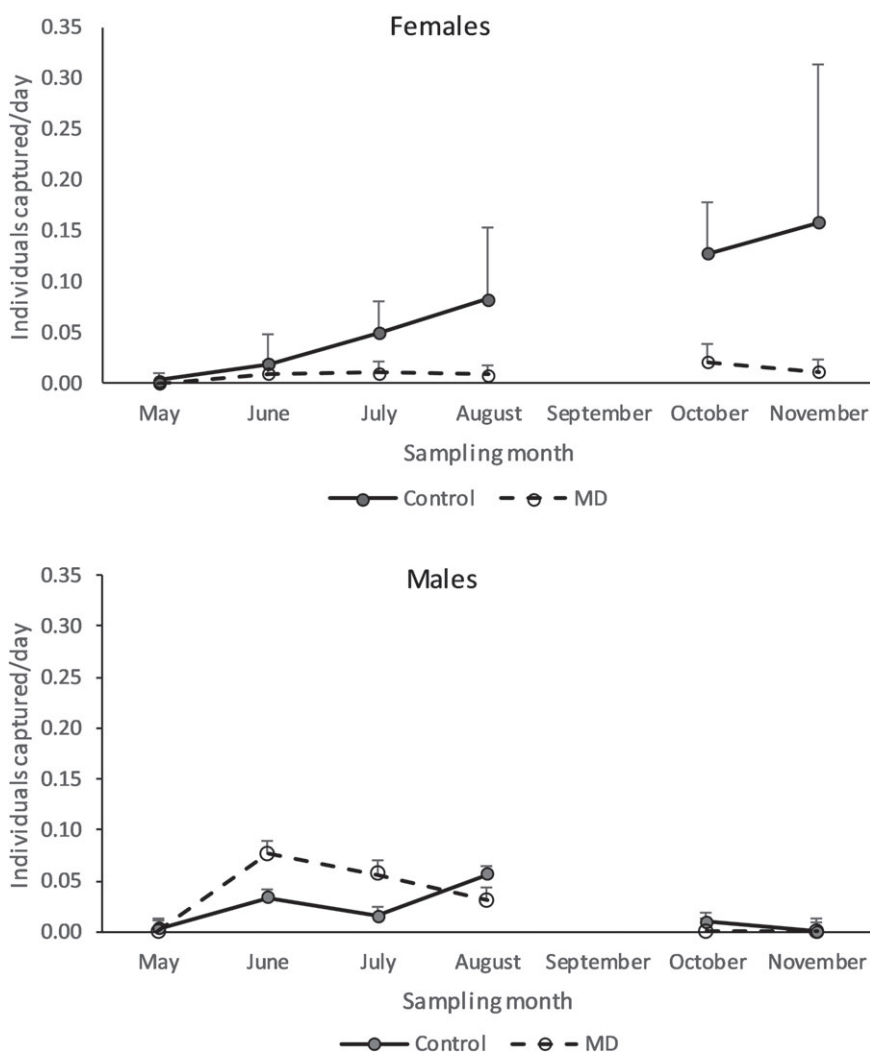 Females
Individuals captured/day
0.35
0.30
0.25
0.20
0.15
0.10
0.05
0.00
May June July August September October November
Sampling month
Control MD
Males
Individuals captured/day
0.35
0.30
0.25
0.20
0.15
0.10
0.05
0.00
May June July August September October November
Sampling month
Control MD